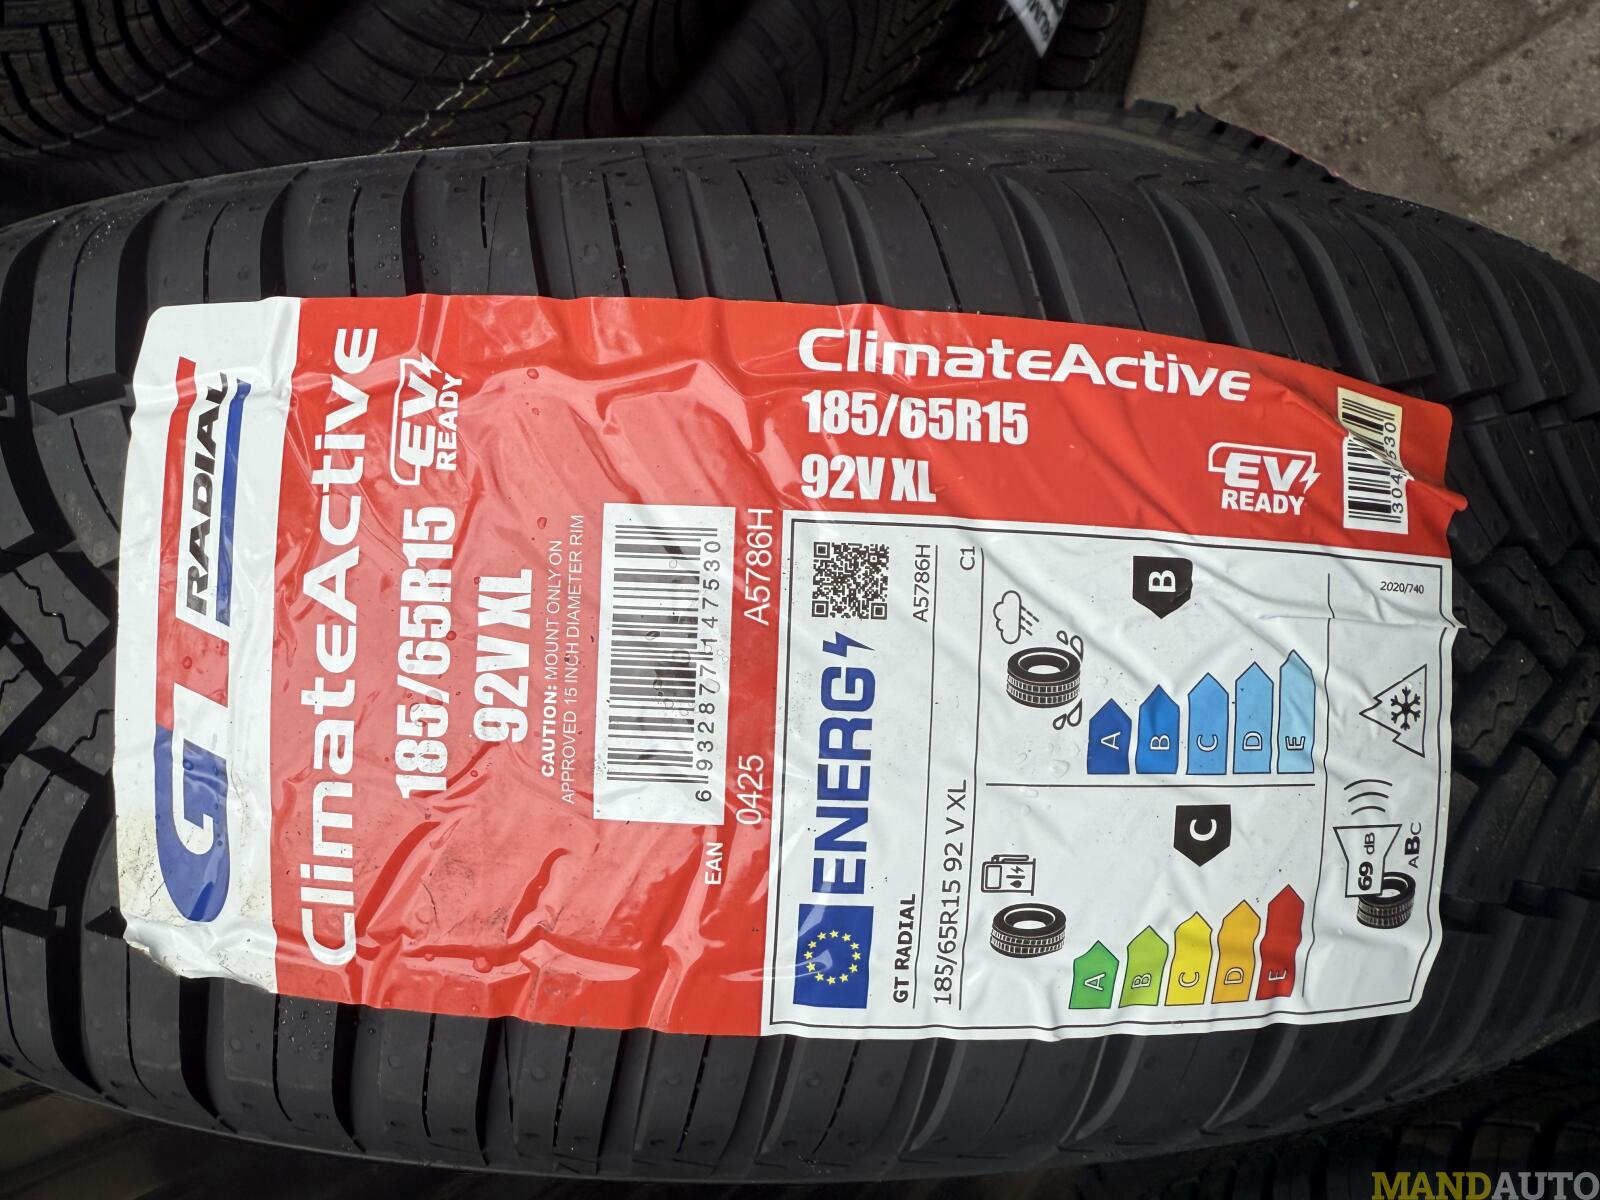 GT RADIAL
ClimateActive
185/65R15
92V XL
EV
READY
CAUTION: MOUNT ONLY ON
APPROVED 15 INCH DIAMETER RIM
6 932877 147530
EAN 0425 A5786H
ClimateActive
185/65R15
92V XL
EV
READY
ENERG
GT RADIAL
A5786H
185/65R15 92 V XL
C1
A
B
C
D
E
C
A
B
C
D
E
B
69 dB
ABC
2020/740
MANDAUTO